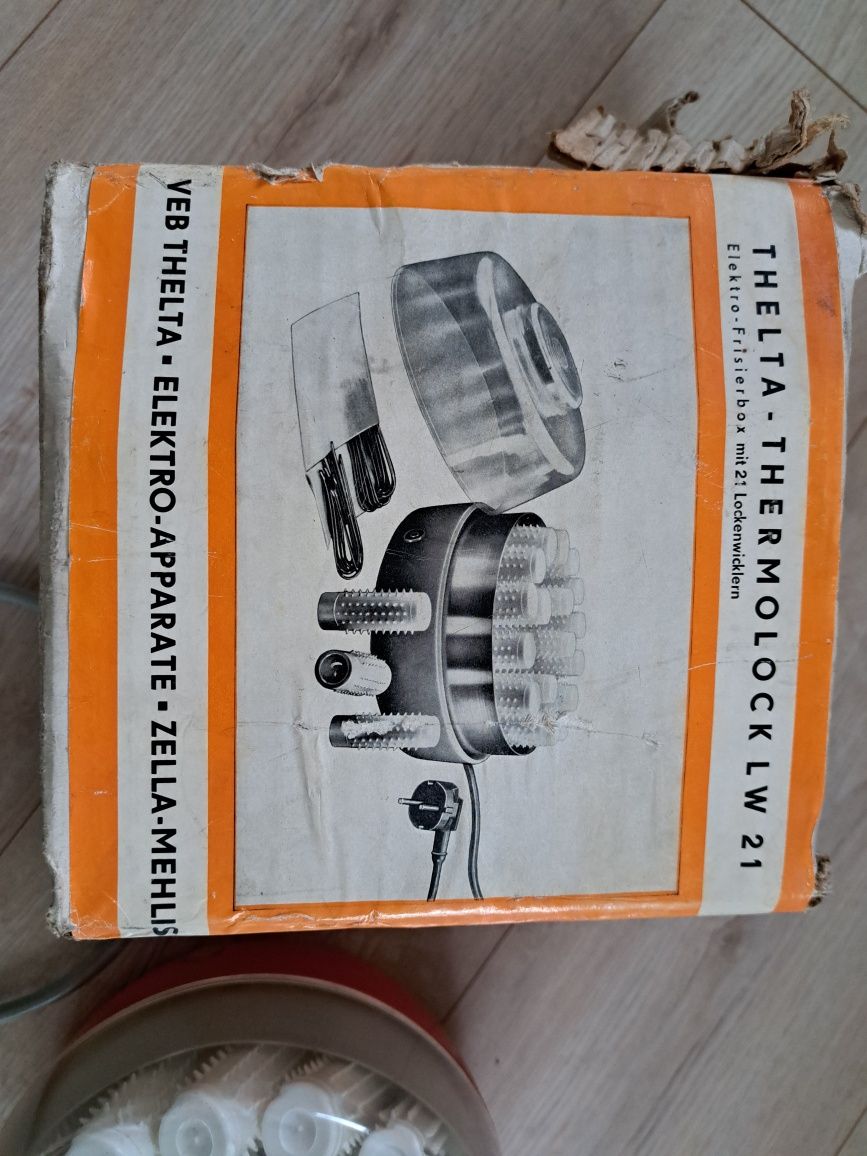 THELTA-THERMOLOCK LW 21
Elektro-Frisierbox mit 21 Lockenwicklern
VEB THELTA ▪ ELEKTRO-APPARATE ▪ ZELLA-MEHLIS